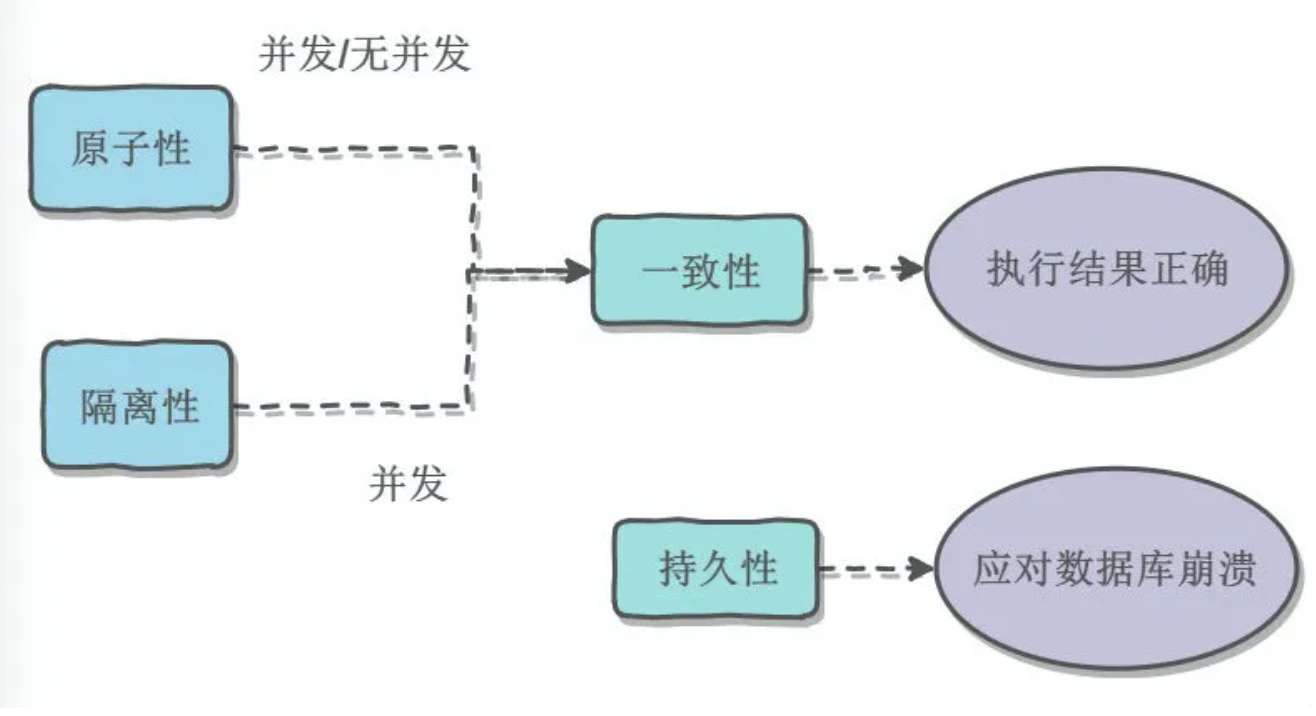 并发/无并发
原子性
一致性
执行结果正确
隔离性
并发
持久性
应对数据库崩溃